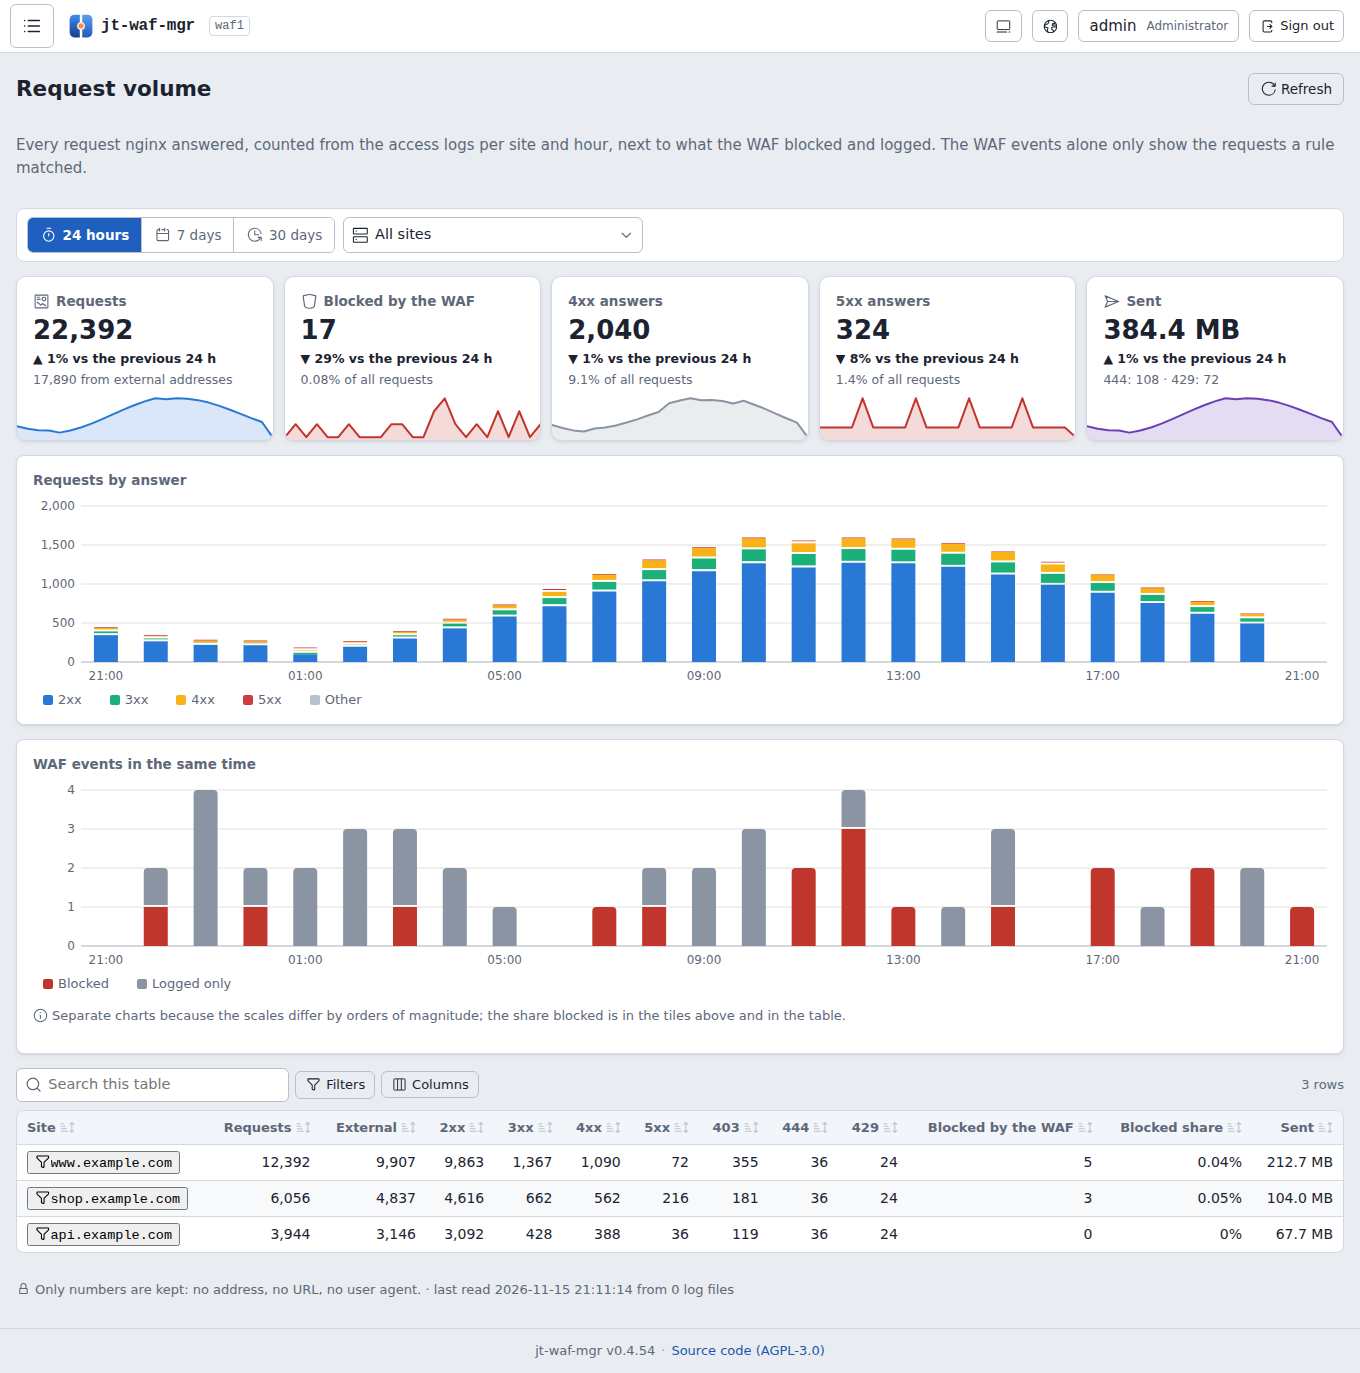 jt-waf-mgr waf1 admin Administrator Sign out
Request volume Refresh
Every request nginx answered, counted from the access logs per site and hour, next to what the WAF blocked and logged. The WAF events alone only show the requests a rule
matched.
24 hours 7 days 30 days All sites
Requests
22,392
▲ 1% vs the previous 24 h
17,890 from external addresses
Blocked by the WAF
17
▼ 29% vs the previous 24 h
0.08% of all requests
4xx answers
2,040
▼ 1% vs the previous 24 h
9.1% of all requests
5xx answers
324
▼ 8% vs the previous 24 h
1.4% of all requests
Sent
384.4 MB
▲ 1% vs the previous 24 h
444: 108 · 429: 72
Requests by answer
2,000
1,500
1,000
500
0
21:00 01:00 05:00 09:00 13:00 17:00 21:00
2xx 3xx 4xx 5xx Other
WAF events in the same time
4
3
2
1
0
21:00 01:00 05:00 09:00 13:00 17:00 21:00
Blocked Logged only
Separate charts because the scales differ by orders of magnitude; the share blocked is in the tiles above and in the table.
Search this table Filters Columns 3 rows
Site Requests External 2xx 3xx 4xx 5xx 403 444 429 Blocked by the WAF Blocked share Sent
www.example.com 12,392 9,907 9,863 1,367 1,090 72 355 36 24 5 0.04% 212.7 MB
shop.example.com 6,056 4,837 4,616 662 562 216 181 36 24 3 0.05% 104.0 MB
api.example.com 3,944 3,146 3,092 428 388 36 119 36 24 0 0% 67.7 MB
Only numbers are kept: no address, no URL, no user agent. · last read 2026-11-15 21:11:14 from 0 log files
jt-waf-mgr v0.4.54 · Source code (AGPL-3.0)